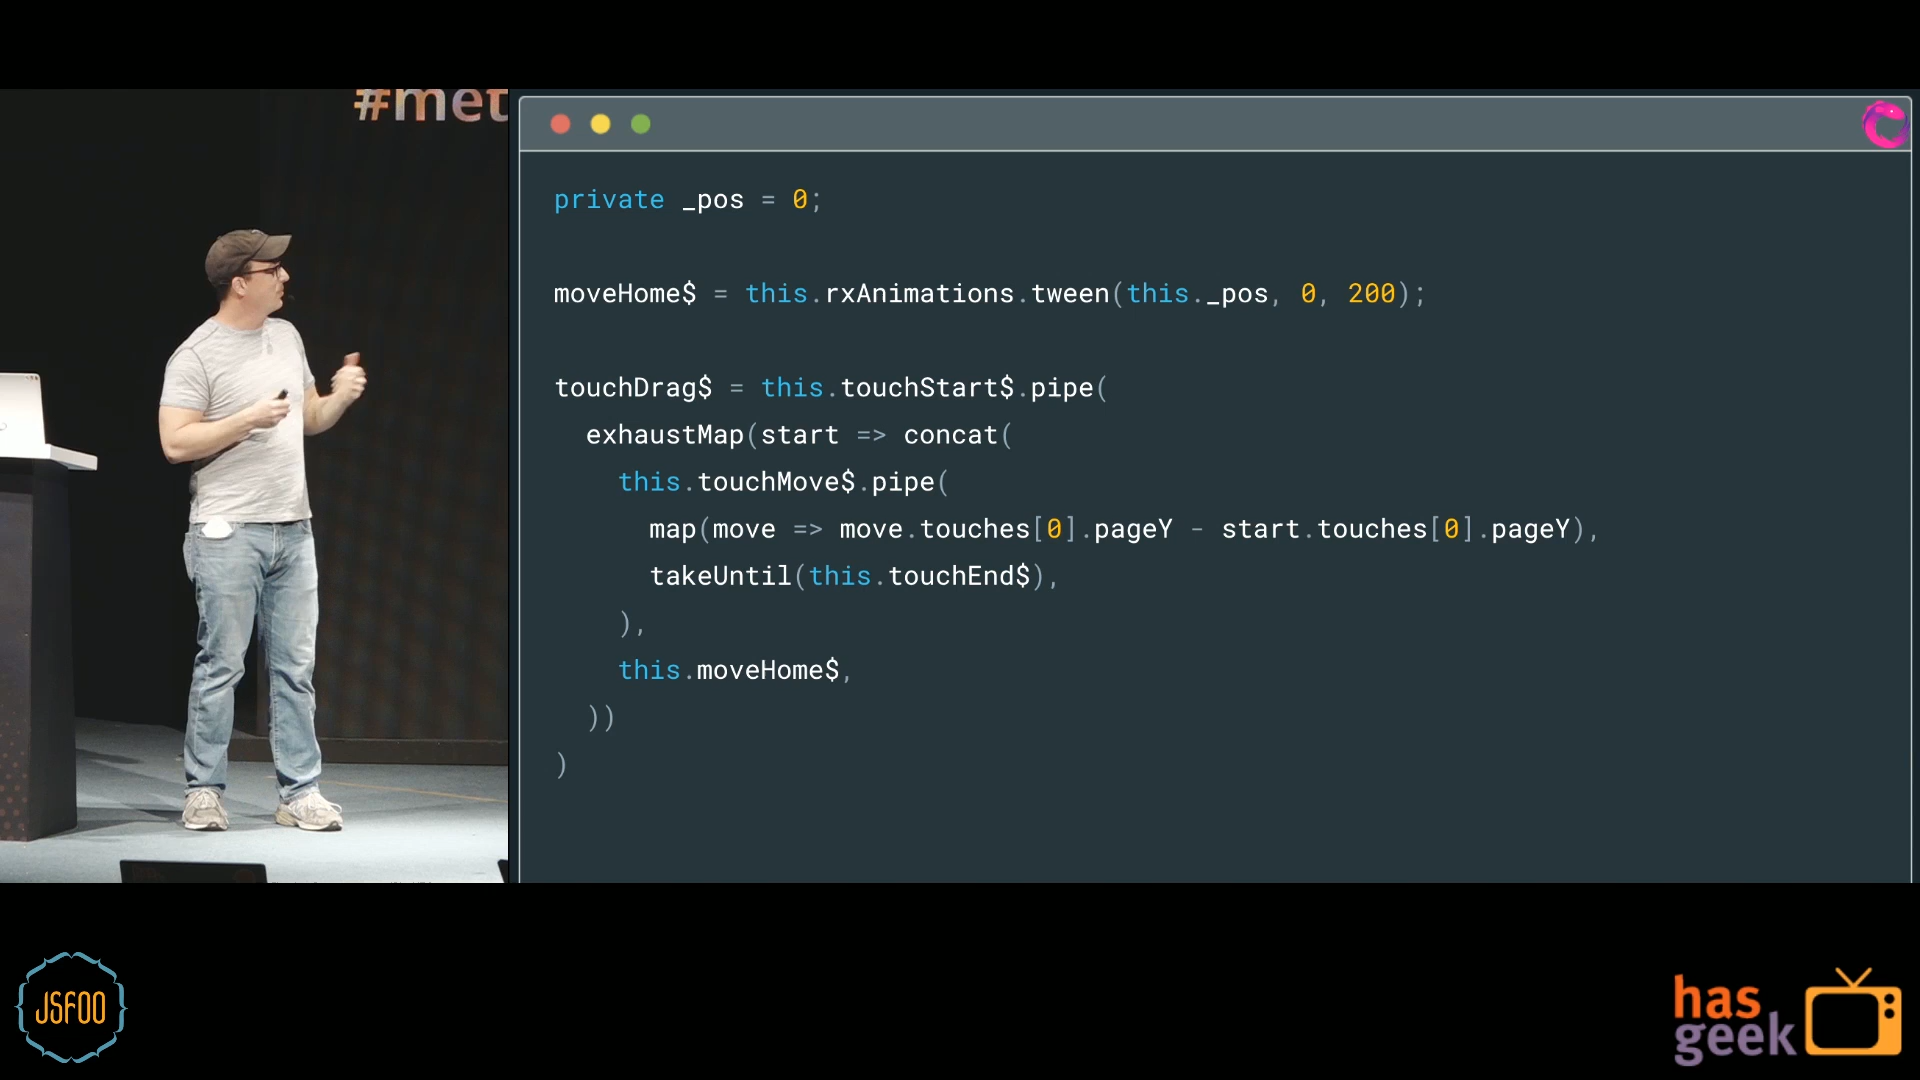 #met
private _pos = 0;
moveHome$ = this.rxAnimations.tween(this._pos, 0, 200);
touchDrag$ = this.touchStart$.pipe(
exhaustMap(start => concat(
this.touchMove$.pipe(
map(move => move.touches[0].pageY - start.touches[0].pageY),
takeUntil(this.touchEnd$),
),
this.moveHome$,
))
)
JSFOO
has
geek